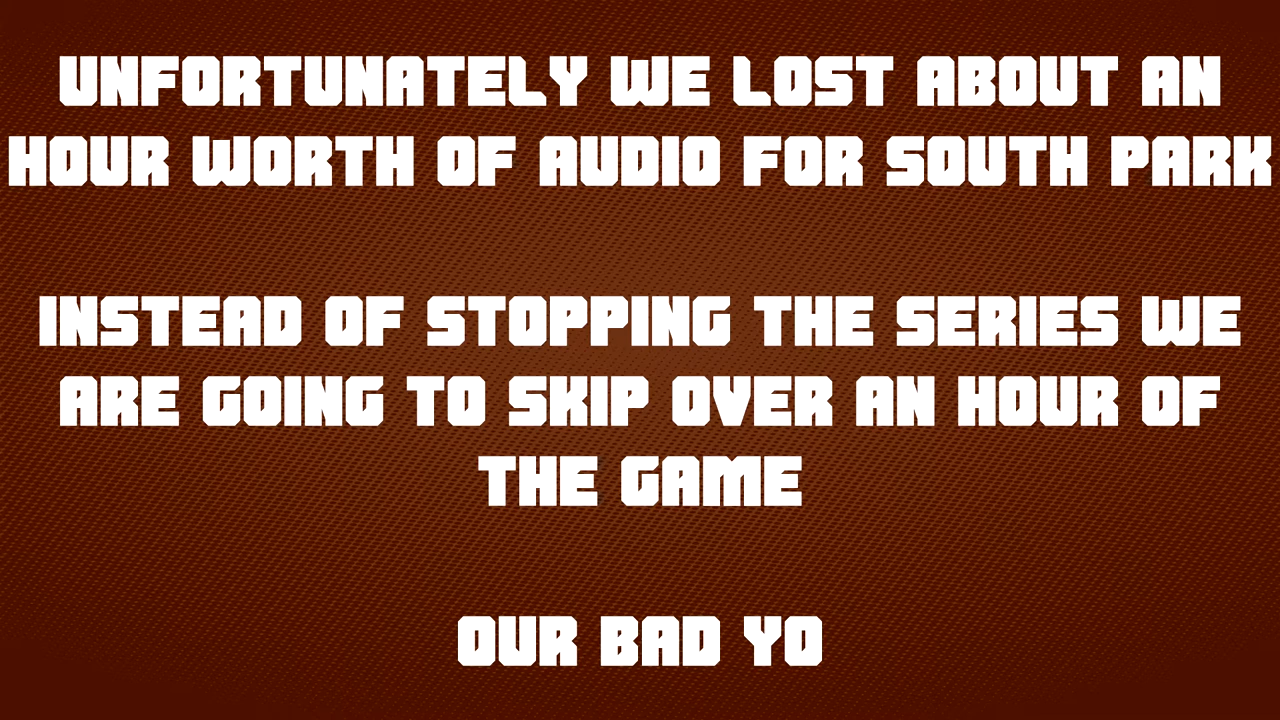 UNFORTUNATELY WE LOST ABOUT AN
HOUR WORTH OF AUDIO FOR SOUTH PARK
INSTEAD OF STOPPING THE SERIES WE
ARE GOING TO SKIP OVER AN HOUR OF
THE GAME
OUR BAD YO